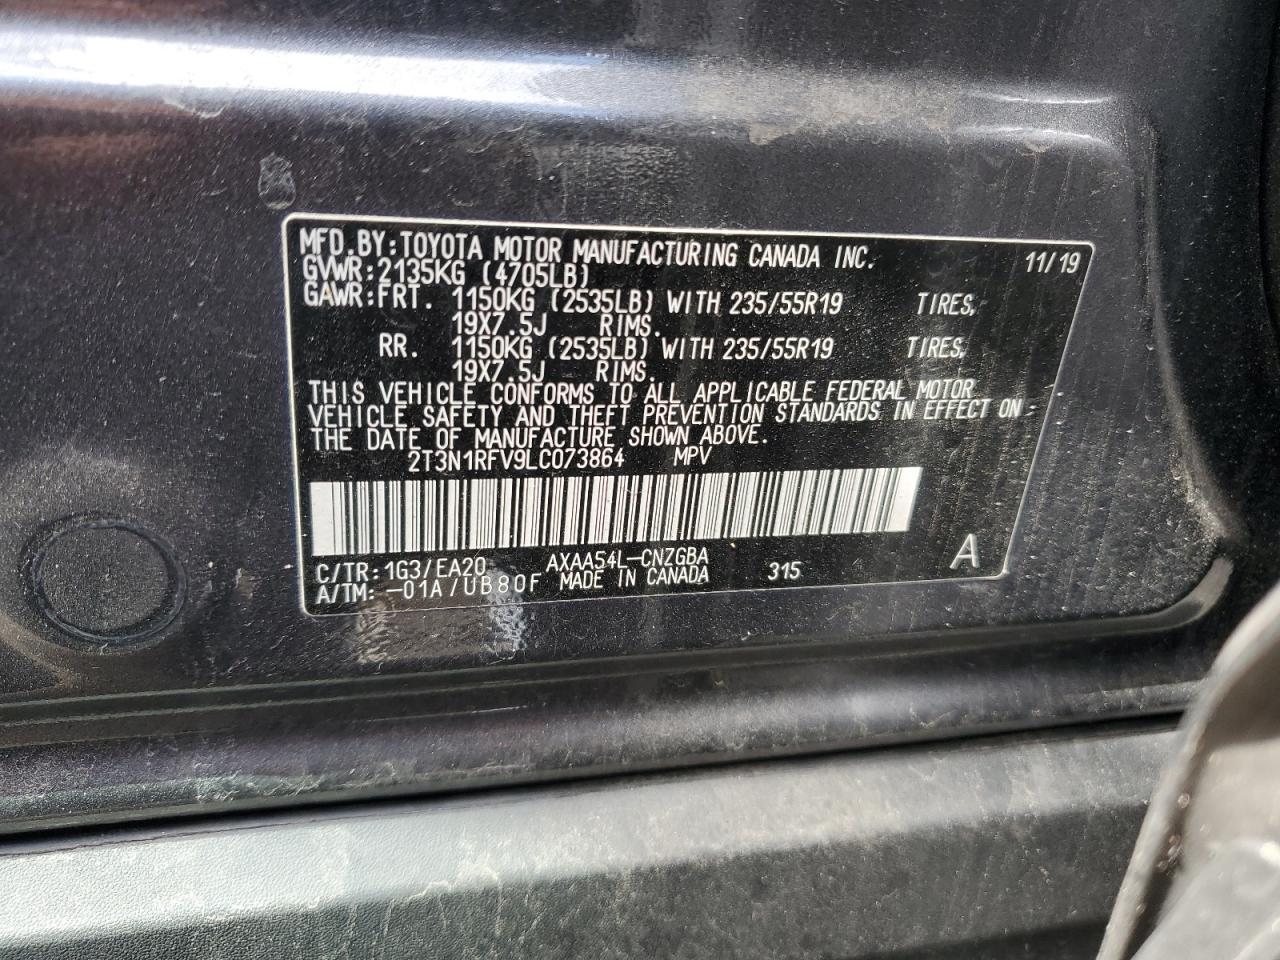 MFD.BY:TOYOTA MOTOR MANUFACTURING CANADA INC. 11/19
GVWR:2135KG (4705LB)
GAWR:FRT. 1150KG (2535LB) WITH 235/55R19 TIRES,
19X7.5J RIMS.
RR. 1150KG (2535LB) WITH 235/55R19 TIRES,
19X7.5J RIMS.
THIS VEHICLE CONFORMS TO ALL APPLICABLE FEDERAL MOTOR
VEHICLE SAFETY AND THEFT PREVENTION STANDARDS IN EFFECT ON
THE DATE OF MANUFACTURE SHOWN ABOVE.
2T3N1RFV9LC073864 MPV
C/TR:1G3/EA20 AXAA54L-CNZGBA A
A/TM:-01A/UB80F MADE IN CANADA 315